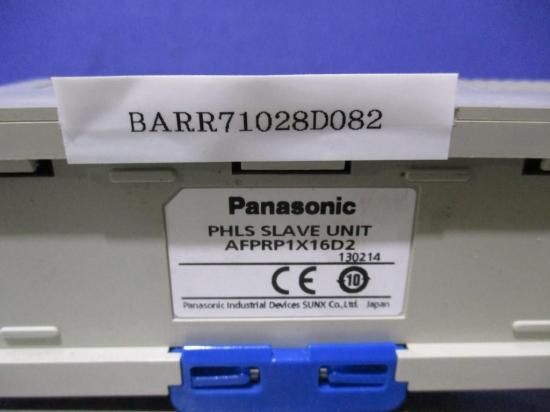 BARR71028D082
Panasonic
PHLS SLAVE UNIT
AFPRP1X16D2
130214
CE 10
Panasonic Industrial Devices SUNX Co.,Ltd. Japan